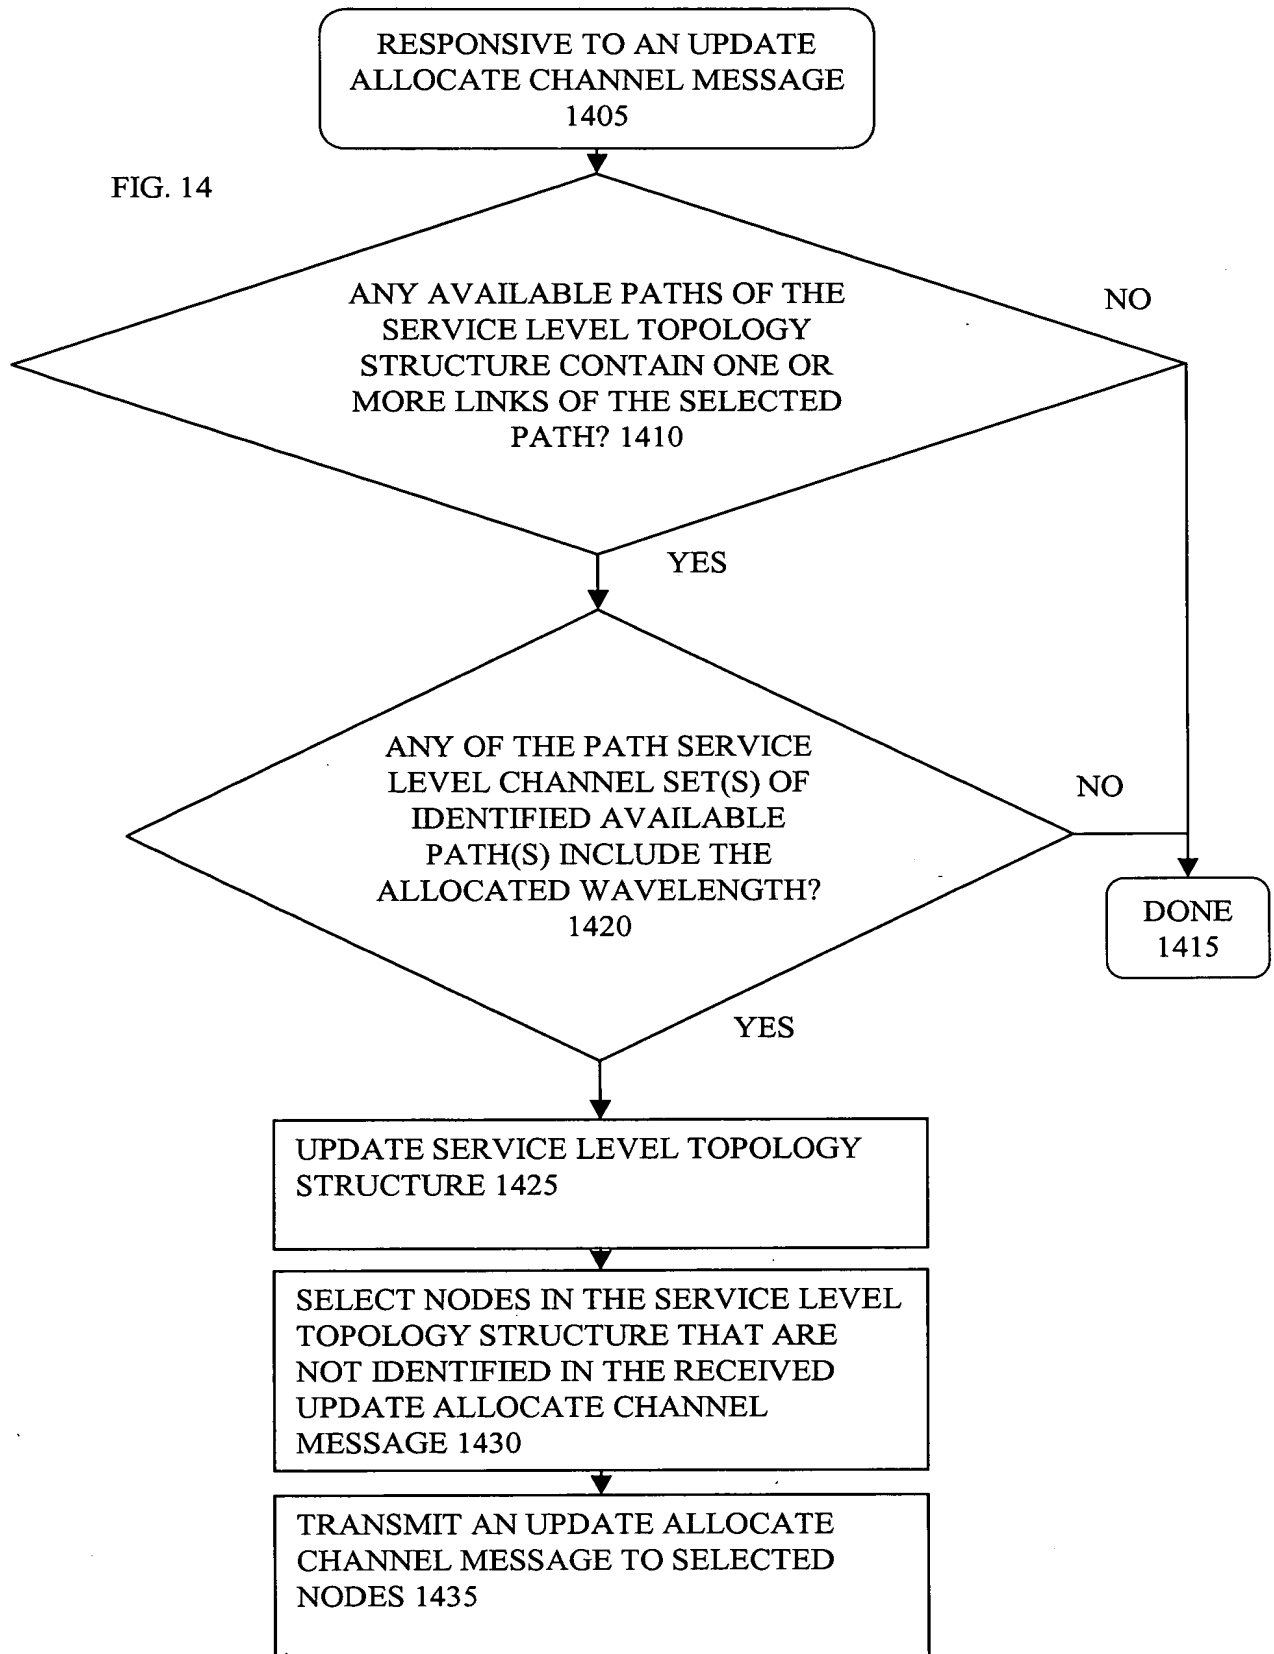 RESPONSIVE TO AN UPDATE
ALLOCATE CHANNEL MESSAGE
1405
FIG. 14
ANY AVAILABLE PATHS OF THE
SERVICE LEVEL TOPOLOGY
STRUCTURE CONTAIN ONE OR
MORE LINKS OF THE SELECTED
PATH? 1410
NO
YES
ANY OF THE PATH SERVICE
LEVEL CHANNEL SET(S) OF
IDENTIFIED AVAILABLE
PATH(S) INCLUDE THE
ALLOCATED WAVELENGTH?
1420
NO
DONE
1415
YES
UPDATE SERVICE LEVEL TOPOLOGY
STRUCTURE 1425
SELECT NODES IN THE SERVICE LEVEL
TOPOLOGY STRUCTURE THAT ARE
NOT IDENTIFIED IN THE RECEIVED
UPDATE ALLOCATE CHANNEL
MESSAGE 1430
TRANSMIT AN UPDATE ALLOCATE
CHANNEL MESSAGE TO SELECTED
NODES 1435